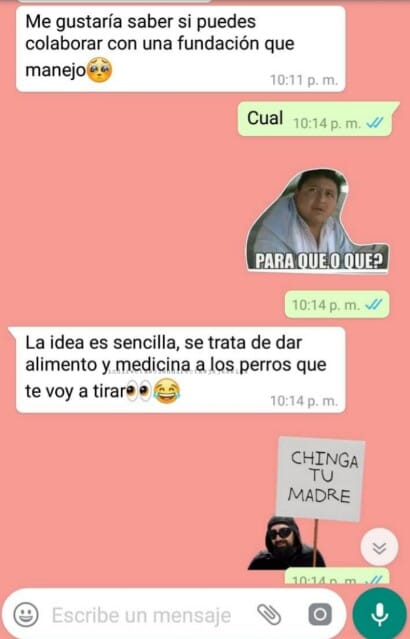 Me gustaría saber si puedes
colaborar con una fundación que
manejo🥺
10:11 p. m.
Cual 10:14 p. m.
PARA QUE O QUE?
10:14 p. m.
La idea es sencilla, se trata de dar
alimento y medicina a los perros que
te voy a tirar👀😂
10:14 p. m.
CHINGA
TU
MADRE
10:14 p. m.
Escribe un mensaje